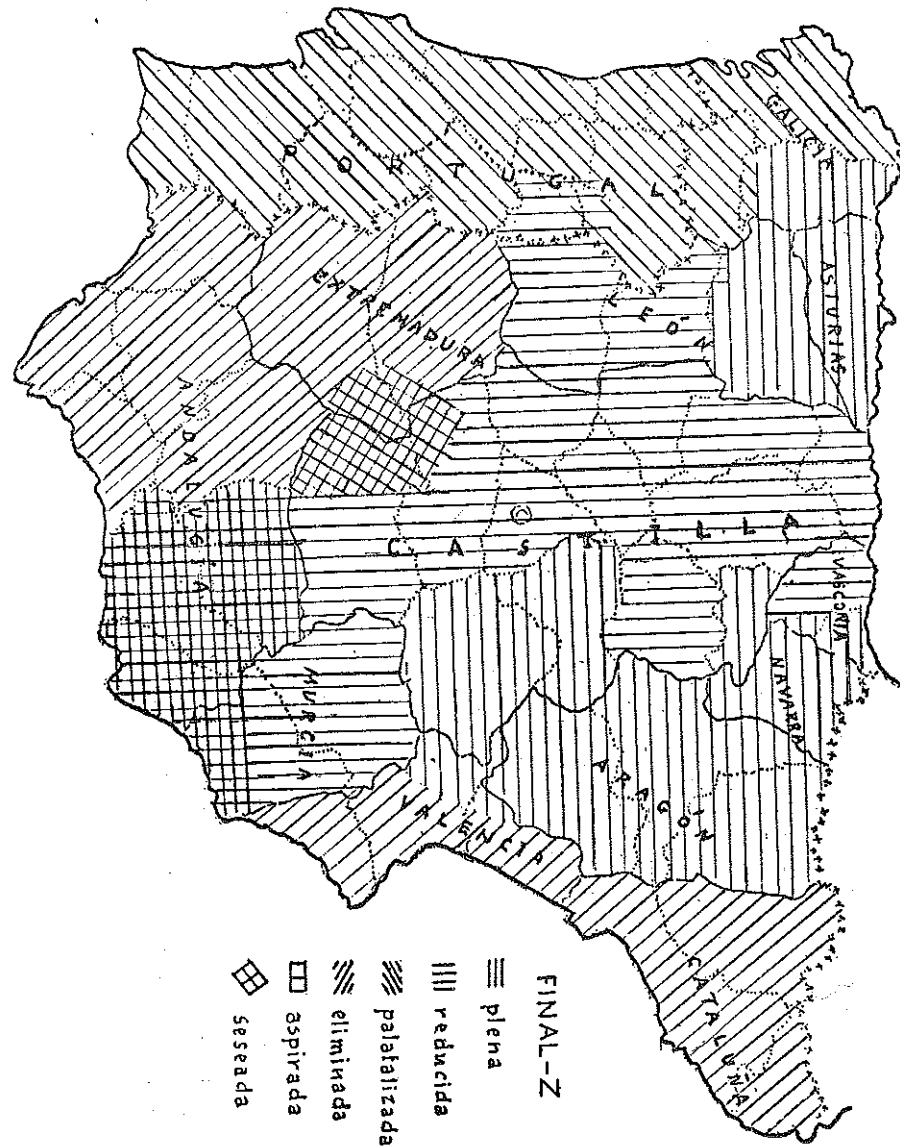 FINAL-Z
plena
reducida
palatalizada
eliminada
aspirada
seseada
GALICIA
ASTURIAS
LEÓN
PORTUGAL
EXTREMADURA
ANDALUCIA
CASTILLA
VASCONIA
NAVARRA
ARAGÓN
CATALUÑA
VALENCIA
MURCIA